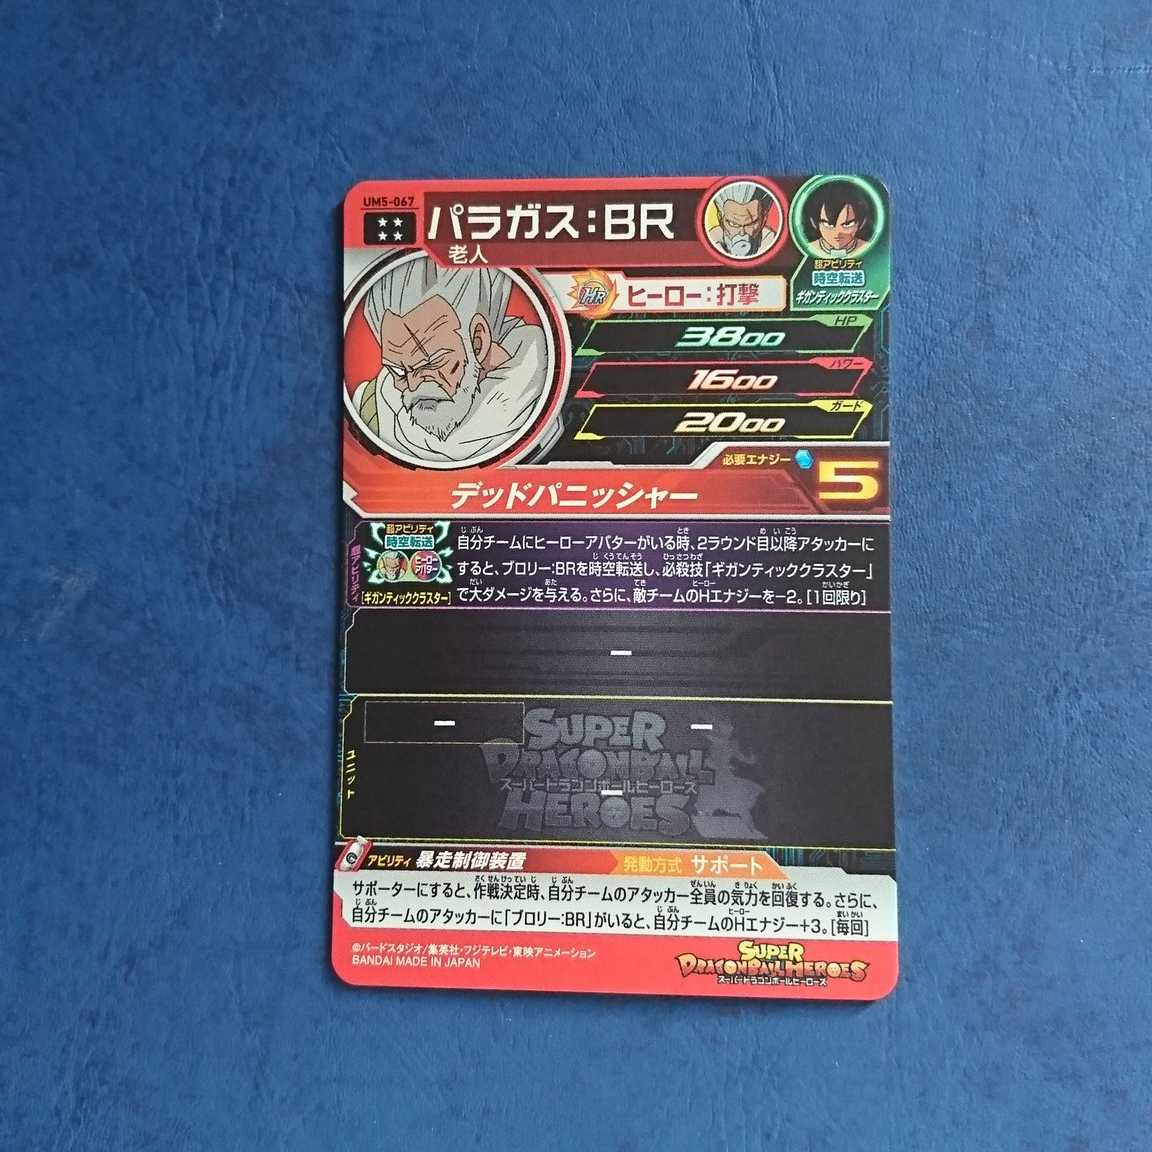 UM5-067
★★
★★
パラガス:BR
老人
超アビリティ
時空転送
ギガンティッククラスター
HR
ヒーロー:打撃
HP
3800
パワー
1600
ガード
2000
必要エナジー
5
デッドパニッシャー
超アビリティ
超アビリティ
時空転送
ヒーローアバター
[ギガンティッククラスター]
自分チームにヒーローアバターがいる時、2ラウンド目以降アタッカーに
すると、ブロリー:BRを時空転送し、必殺技「ギガンティッククラスター」
で大ダメージを与える。さらに、敵チームのHエナジーを−2。[1回限り]
ー
ー
ー
ユニット
ー
SUPER
DRAGONBALL
スーパードラゴンボールヒーローズ
HEROES
アビリティ 暴走制御装置
発動方式 サポート
サポーターにすると、作戦決定時、自分チームのアタッカー全員の気力を回復する。さらに、
自分チームのアタッカーに「ブロリー:BR」がいると、自分チームのHエナジー+3。[毎回]
©バードスタジオ/集英社・フジテレビ・東映アニメーション
BANDAI MADE IN JAPAN
SUPER
DRAGONBALL HEROES
スーパードラゴンボールヒーローズ